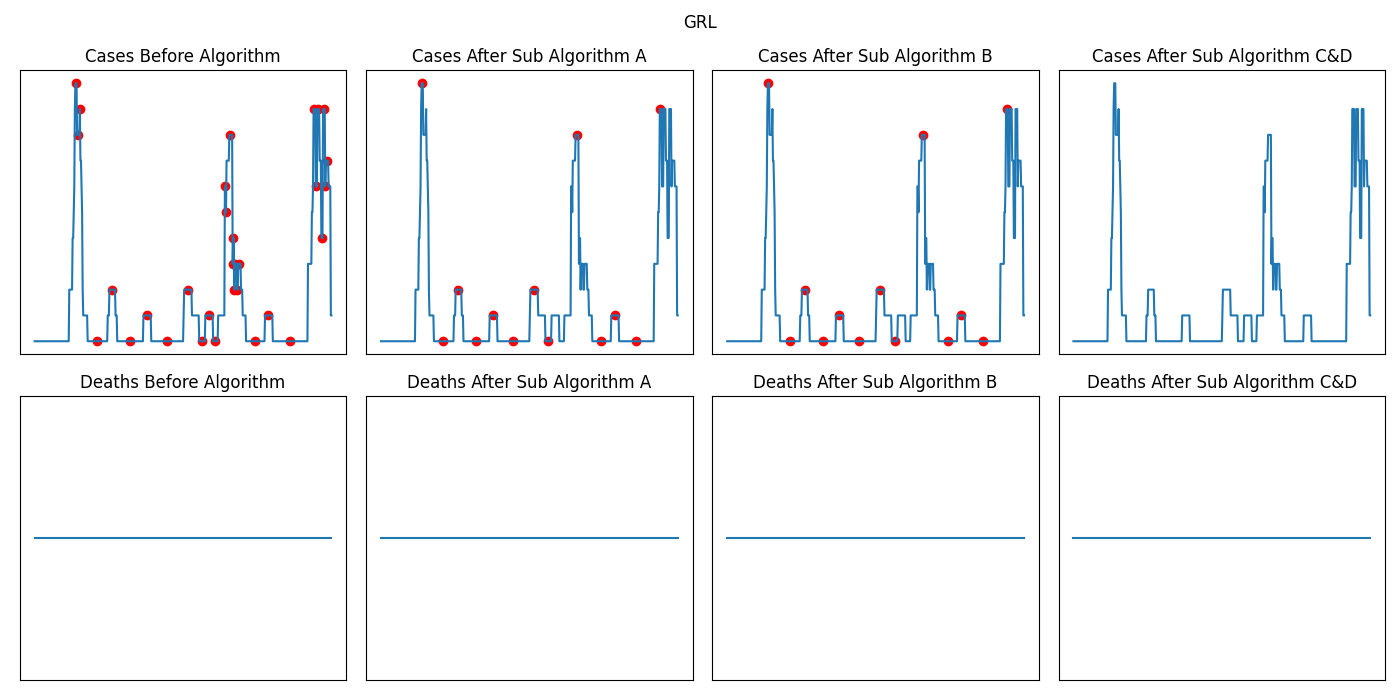 GRL
Cases Before Algorithm
Cases After Sub Algorithm A
Cases After Sub Algorithm B
Cases After Sub Algorithm C&D
Deaths Before Algorithm
Deaths After Sub Algorithm A
Deaths After Sub Algorithm B
Deaths After Sub Algorithm C&D